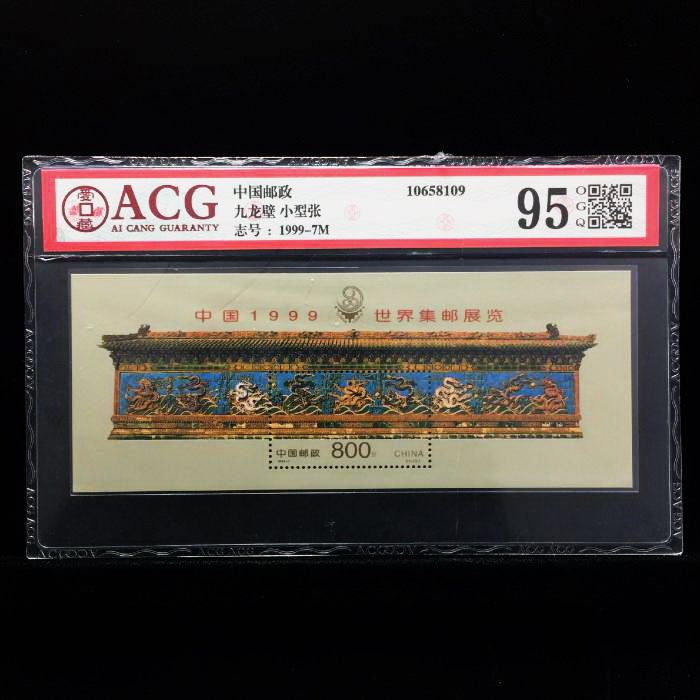 ACG
AI CANG GUARANTY
中国邮政
九龙壁 小型张
志号：1999-7M
10658109
95
O
G
Q
中国1999 世界集邮展览
中国邮政 800分 CHINA